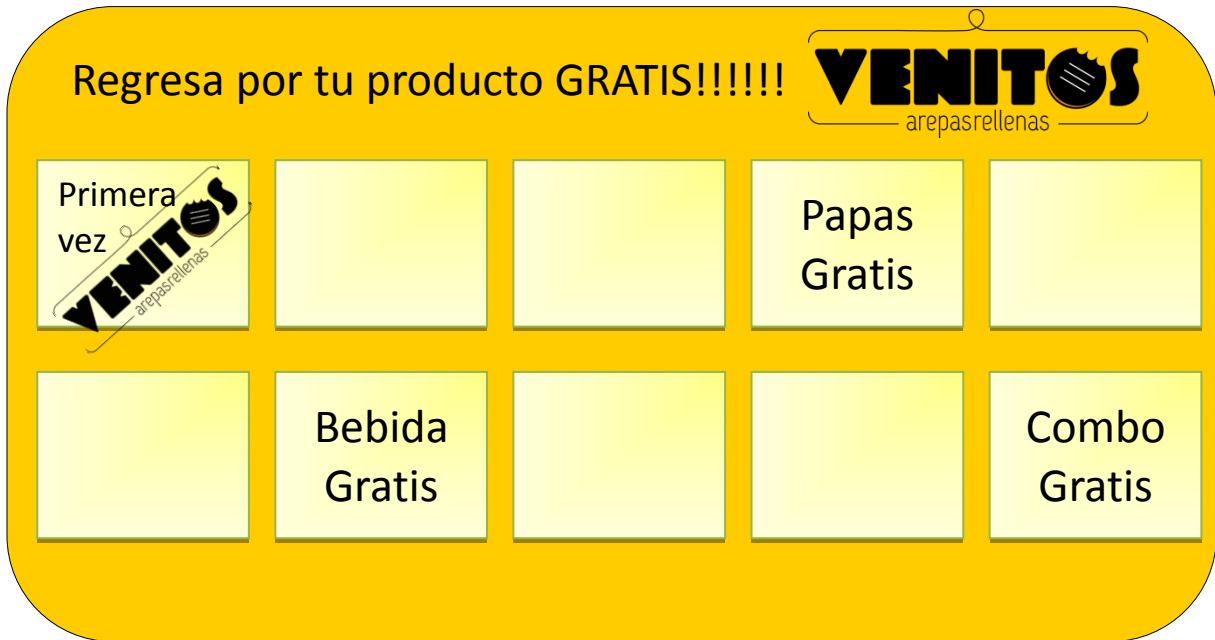 Regresa por tu producto GRATIS!!!!!!
VENITOS
arepasrellenas
Primera
vez
VENITOS
arepasrellenas
Papas
Gratis
Bebida
Gratis
Combo
Gratis